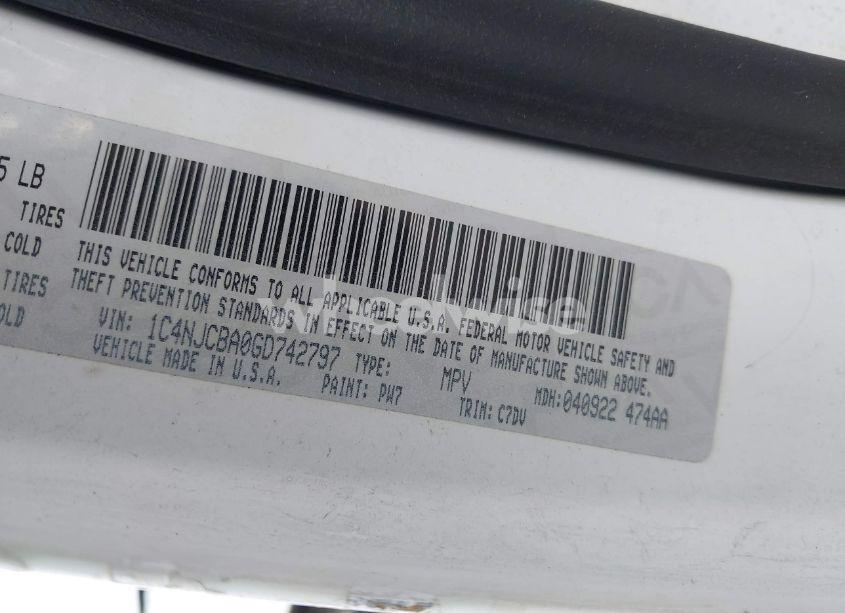 5 LB
TIRES
COLD
TIRES
OLD
THIS VEHICLE CONFORMS TO ALL APPLICABLE U.S.A. FEDERAL MOTOR VEHICLE SAFETY AND
THEFT PREVENTION STANDARDS IN EFFECT ON THE DATE OF MANUFACTURE SHOWN ABOVE.
VIN: 1C4NJCBA0GD742797 TYPE: MPV MDH:040922 474AA
VEHICLE MADE IN U.S.A. PAINT: PW7 TRIM: C7DV
wheelwise